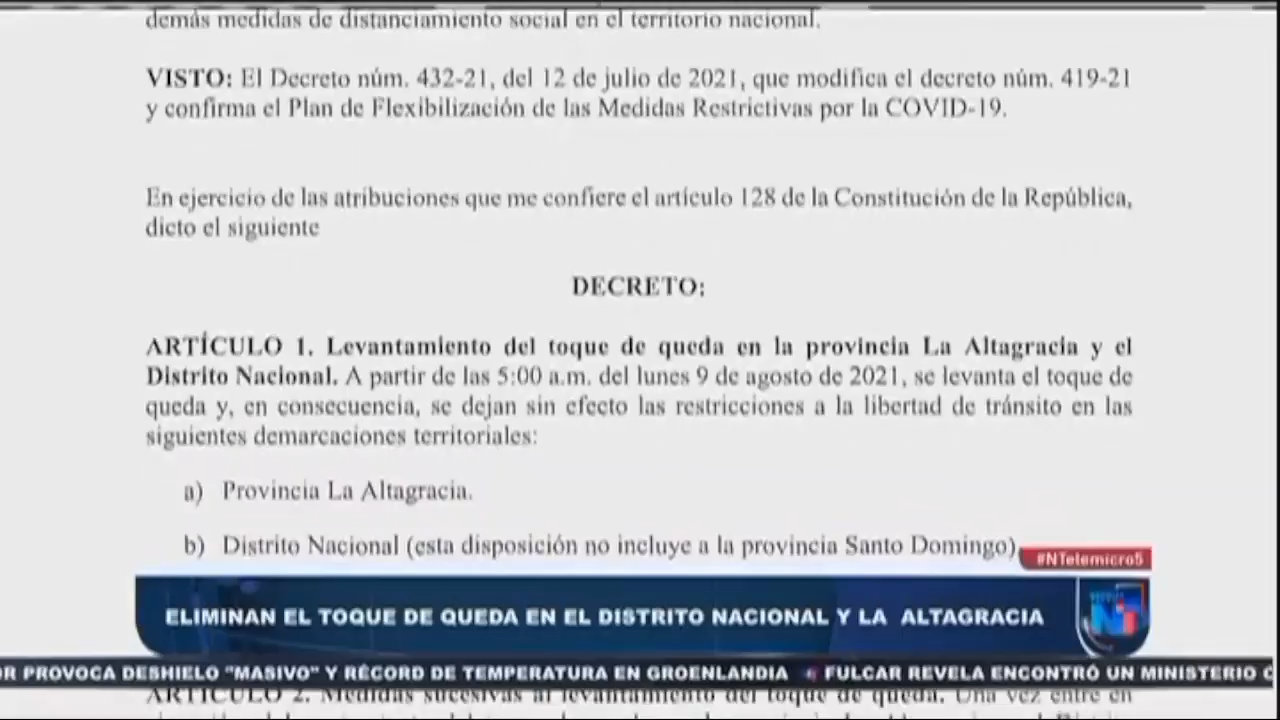 demás medidas de distanciamiento social en el territorio nacional.
VISTO: El Decreto núm. 432-21, del 12 de julio de 2021, que modifica el decreto núm. 419-21
y confirma el Plan de Flexibilización de las Medidas Restrictivas por la COVID-19.
En ejercicio de las atribuciones que me confiere el artículo 128 de la Constitución de la República,
dicto el siguiente
DECRETO:
ARTÍCULO 1. Levantamiento del toque de queda en la provincia La Altagracia y el
Distrito Nacional. A partir de las 5:00 a.m. del lunes 9 de agosto de 2021, se levanta el toque de
queda y, en consecuencia, se dejan sin efecto las restricciones a la libertad de tránsito en las
siguientes demarcaciones territoriales:
a) Provincia La Altagracia.
b) Distrito Nacional (esta disposición no incluye a la provincia Santo Domingo)
#NTelemicro5
ELIMINAN EL TOQUE DE QUEDA EN EL DISTRITO NACIONAL Y LA ALTAGRACIA
NT
OR PROVOCA DESHIELO "MASIVO" Y RÉCORD DE TEMPERATURA EN GROENLANDIA FULCAR REVELA ENCONTRÓ UN MINISTERIO
ARTÍCULO 2. Medidas sucesivas al levantamiento del toque de queda. Una vez entre en